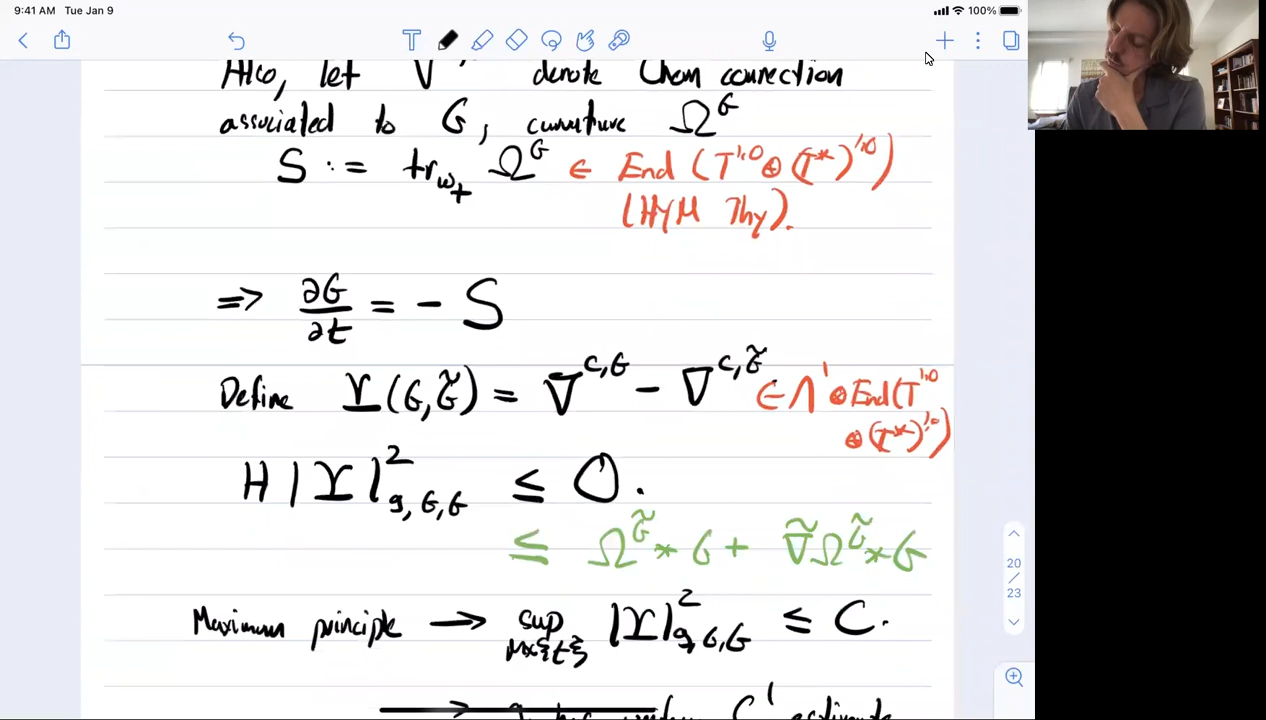 9:41 AM Tue Jan 9
100%
Also, let ∇ denote Chern connection
associated to G, curvature Ω^G
S := tr_{ω_t} Ω^G ∈ End (T^{1,0} ⊕ (T*)^{1,0})
(HYM Thy).
=> ∂G/∂t = - S
Define Υ(G,G̃) = ∇^{C,G} - ∇^{C,G̃} ∈ Λ^1 ⊗ End(T^{1,0}
⊕ (T*)^{1,0})
H |Υ|^2_{g,G,G} ≤ O.
≤ Ω^{G̃} * G + ∇̃Ω^{G̃} * G
Maximum principle → sup_{M×{t}} |Υ|^2_{g,G,G} ≤ C.
20
/
23